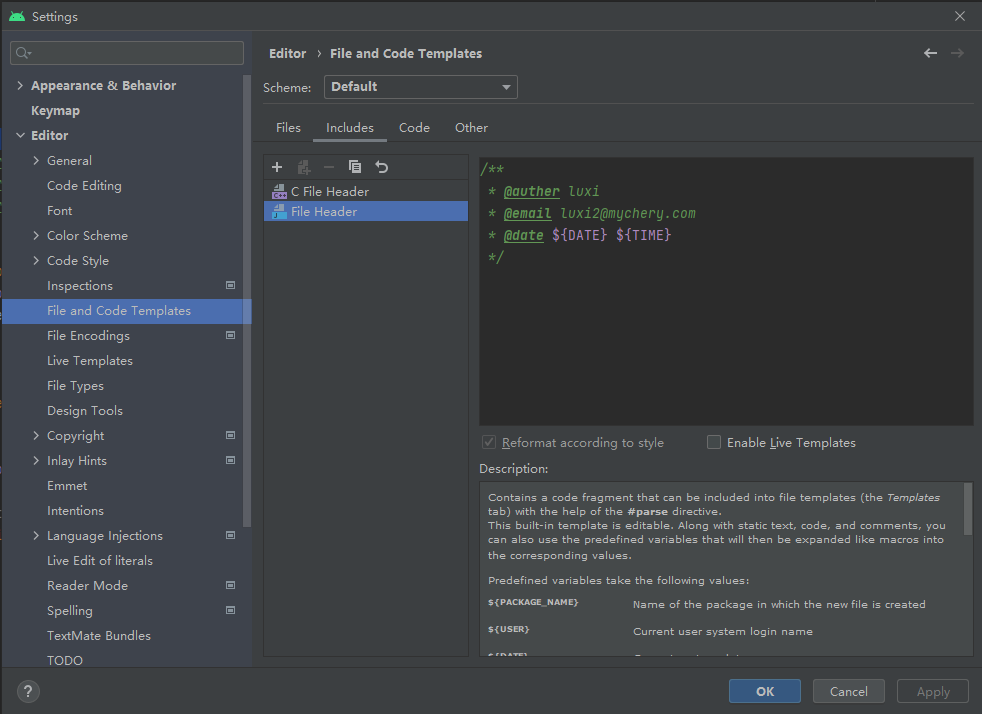 Settings
Appearance & Behavior
Keymap
Editor
General
Code Editing
Font
Color Scheme
Code Style
Inspections
File and Code Templates
File Encodings
Live Templates
File Types
Design Tools
Copyright
Inlay Hints
Emmet
Intentions
Language Injections
Live Edit of literals
Reader Mode
Spelling
TextMate Bundles
TODO
Editor › File and Code Templates
Scheme: Default
Files Includes Code Other
C File Header
File Header
/**
* @auther luxi
* @email luxi2@mychery.com
* @date ${DATE} ${TIME}
*/
Reformat according to style Enable Live Templates
Description:
Contains a code fragment that can be included into file templates (the Templates
tab) with the help of the #parse directive.
This built-in template is editable. Along with static text, code, and comments, you
can also use the predefined variables that will then be expanded like macros into
the corresponding values.
Predefined variables take the following values:
${PACKAGE_NAME} Name of the package in which the new file is created
${USER} Current user system login name
${DATE}
? OK Cancel Apply